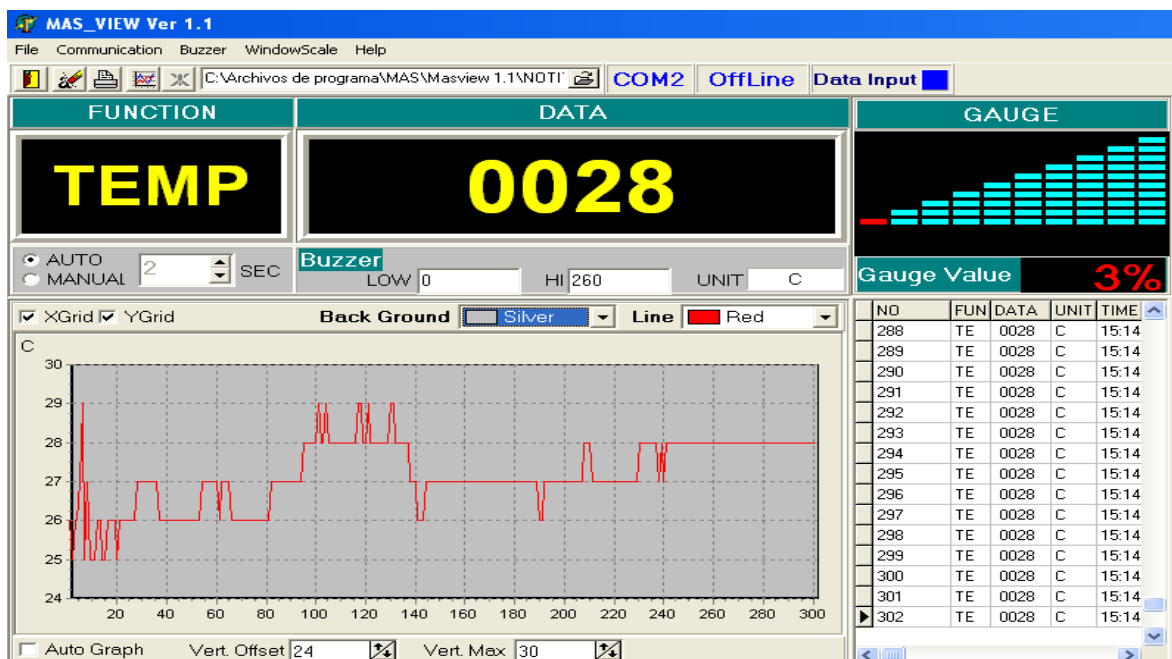 MAS_VIEW Ver 1.1
File Communication Buzzer WindowScale Help
C:\Archivos de programa\MAS\Masview 1.1\NOTI COM2 OffLine Data Input
FUNCTION DATA GAUGE
TEMP 0028
AUTO
MANUAL 2 SEC
Buzzer
LOW 0 HI 260 UNIT C
Gauge Value 3%
XGrid YGrid Back Ground Silver Line Red
C
30
29
28
27
26
25
24
20 40 60 80 100 120 140 160 180 200 220 240 260 280 300
Auto Graph Vert. Offset 24 Vert. Max 30
NO FUN DATA UNIT TIME
288 TE 0028 C 15:14
289 TE 0028 C 15:14
290 TE 0028 C 15:14
291 TE 0028 C 15:14
292 TE 0028 C 15:14
293 TE 0028 C 15:14
294 TE 0028 C 15:14
295 TE 0028 C 15:14
296 TE 0028 C 15:14
297 TE 0028 C 15:14
298 TE 0028 C 15:14
299 TE 0028 C 15:14
300 TE 0028 C 15:14
301 TE 0028 C 15:14
302 TE 0028 C 15:14